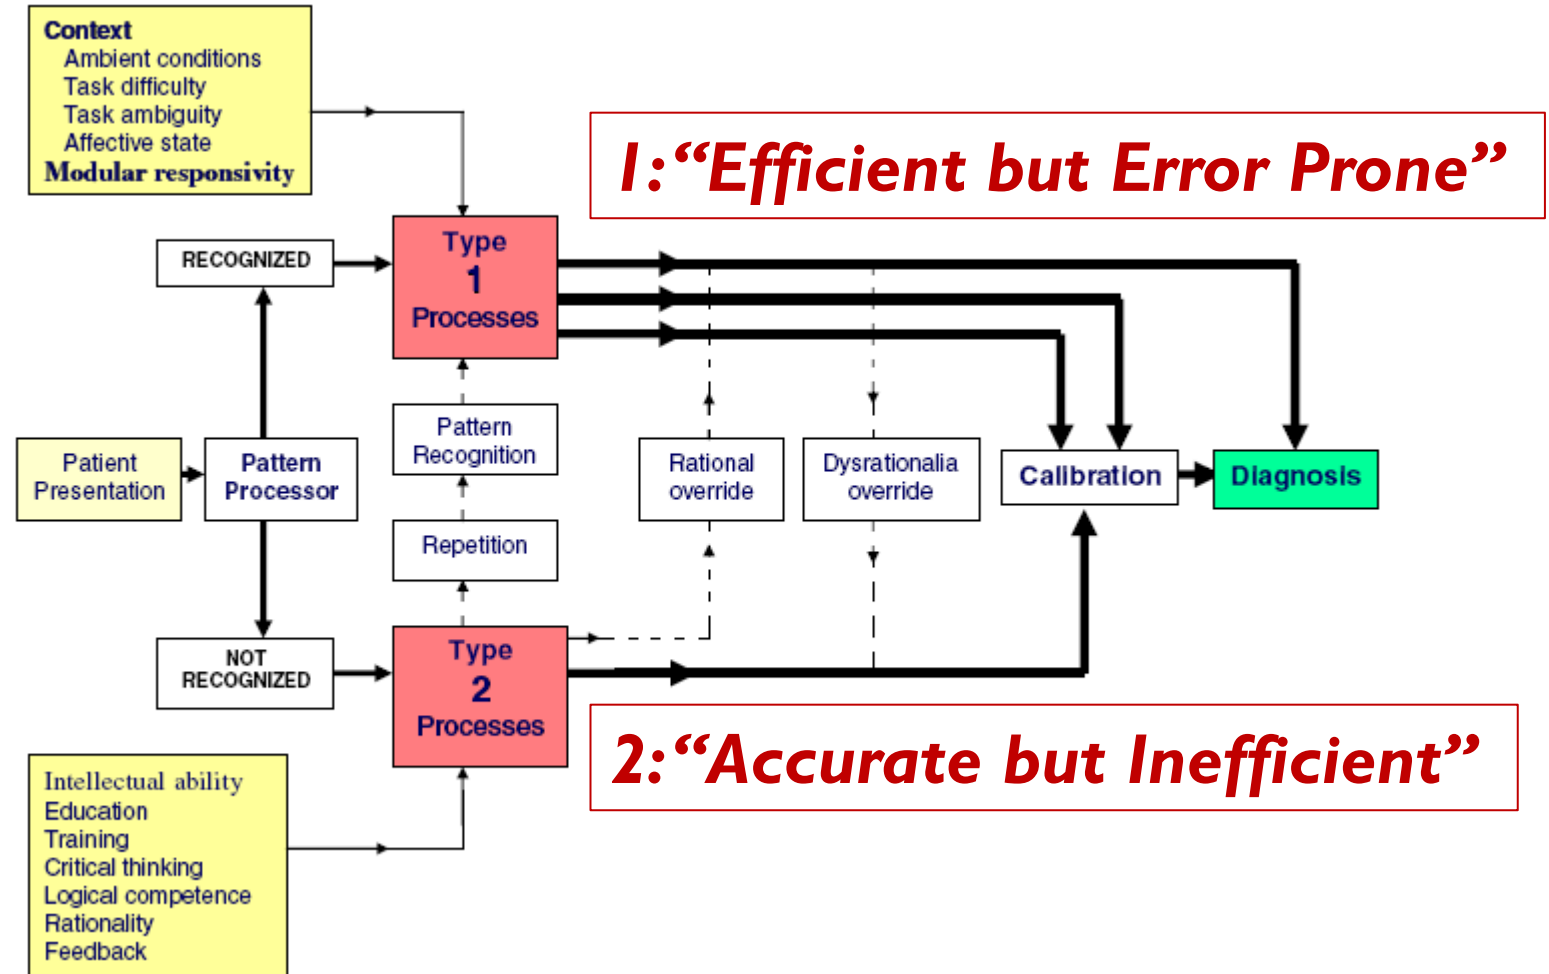 Context
Ambient conditions
Task difficulty
Task ambiguity
Affective state
Modular responsivity
1:“Efficient but Error Prone”
RECOGNIZED
Type
1
Processes
Pattern
Recognition
Patient
Presentation
Pattern
Processor
Rational
override
Dysrationalia
override
Calibration
Diagnosis
Repetition
NOT
RECOGNIZED
Type
2
Processes
2:“Accurate but Inefficient”
Intellectual ability
Education
Training
Critical thinking
Logical competence
Rationality
Feedback